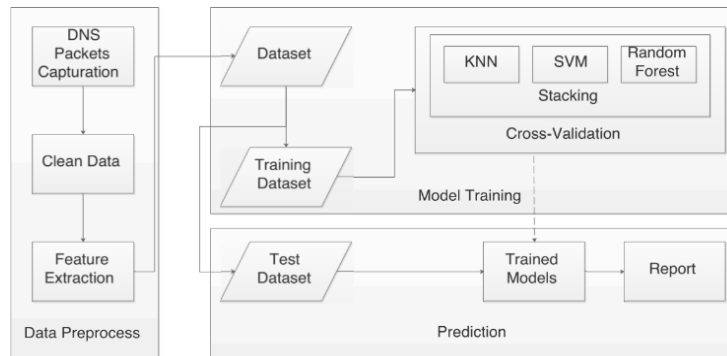 DNS
Packets
Capturation
Clean Data
Feature
Extraction
Data Preprocess
Dataset
Training
Dataset
KNN
SVM
Random
Forest
Stacking
Cross-Validation
Model Training
Test
Dataset
Trained
Models
Report
Prediction